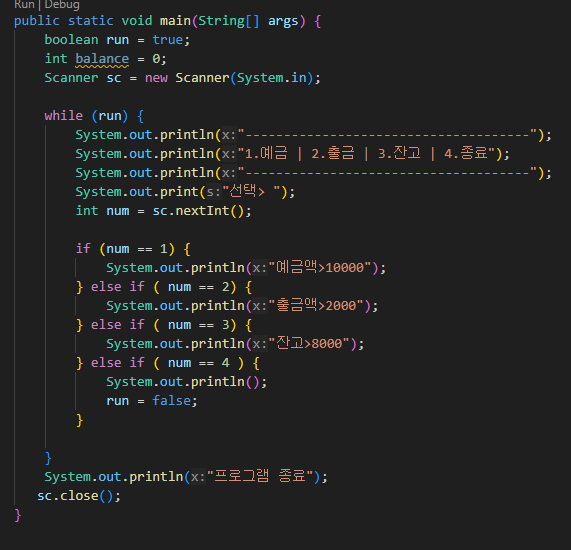 Run | Debug
public static void main(String[] args) {
    boolean run = true;
    int balance = 0;
    Scanner sc = new Scanner(System.in);

    while (run) {
        System.out.println(x:"-------------------------------------");
        System.out.println(x:"1.예금 | 2.출금 | 3.잔고 | 4.종료");
        System.out.println(x:"-------------------------------------");
        System.out.print(s:"선택> ");
        int num = sc.nextInt();

        if (num == 1) {
            System.out.println(x:"예금액>10000");
        } else if ( num == 2) {
            System.out.println(x:"출금액>2000");
        } else if ( num == 3) {
            System.out.println(x:"잔고>8000");
        } else if ( num == 4 ) {
            System.out.println();
            run = false;
        }

    }
    System.out.println(x:"프로그램 종료");
   sc.close();
}